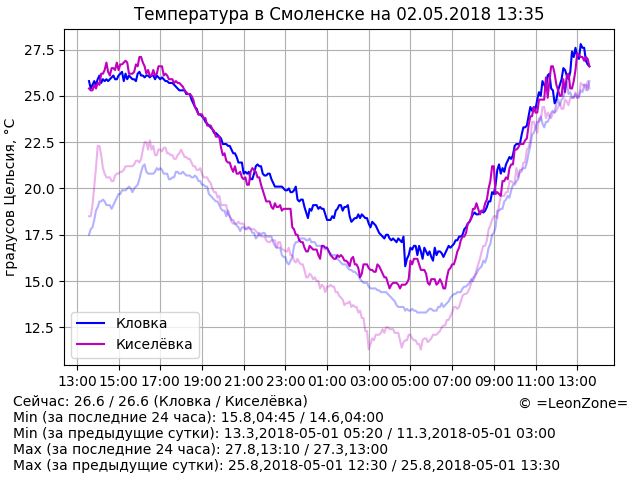 Температура в Смоленске на 02.05.2018 13:35
градусов Цельсия, °C
27.5
25.0
22.5
20.0
17.5
15.0
12.5
Кловка
Киселёвка
13:00 15:00 17:00 19:00 21:00 23:00 01:00 03:00 05:00 07:00 09:00 11:00 13:00
Сейчас: 26.6 / 26.6 (Кловка / Киселёвка)
© =LeonZone=
Min (за последние 24 часа): 15.8,04:45 / 14.6,04:00
Min (за предыдущие сутки): 13.3,2018-05-01 05:20 / 11.3,2018-05-01 03:00
Max (за последние 24 часа): 27.8,13:10 / 27.3,13:00
Max (за предыдущие сутки): 25.8,2018-05-01 12:30 / 25.8,2018-05-01 13:30